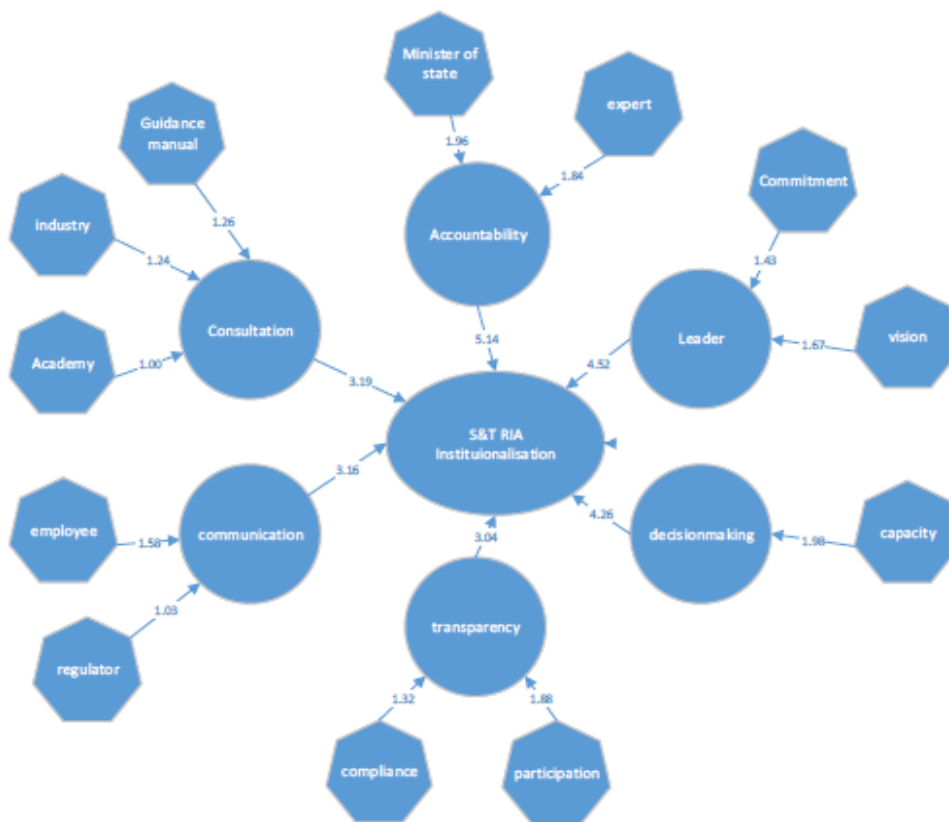 Minister of
state
expert
Guidance
manual
1.96
1.84
Commitment
industry
1.26
Accountability
1.43
1.24
Consultation
Leader
vision
1.67
5.14
Academy
1.00
4.52
3.19
S&T RIA
Instituionalisation
3.16
employee
communication
4.26
decisionmaking
capacity
1.58
3.04
1.98
1.03
transparency
regulator
1.32
1.88
compliance
participation